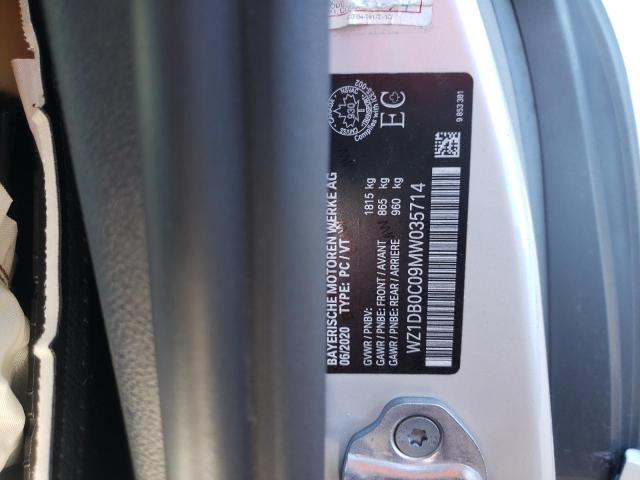 BAYERISCHE MOTOREN WERKE AG
06/2020 TYPE: PC / VT
GVWR / PNBV: 1815 kg
GAWR / PNBE: FRONT / AVANT 865 kg
GAWR / PNBE: REAR / ARRIERE 960 kg
WZ1DB0C09MW035714
EC
930
9 853 381